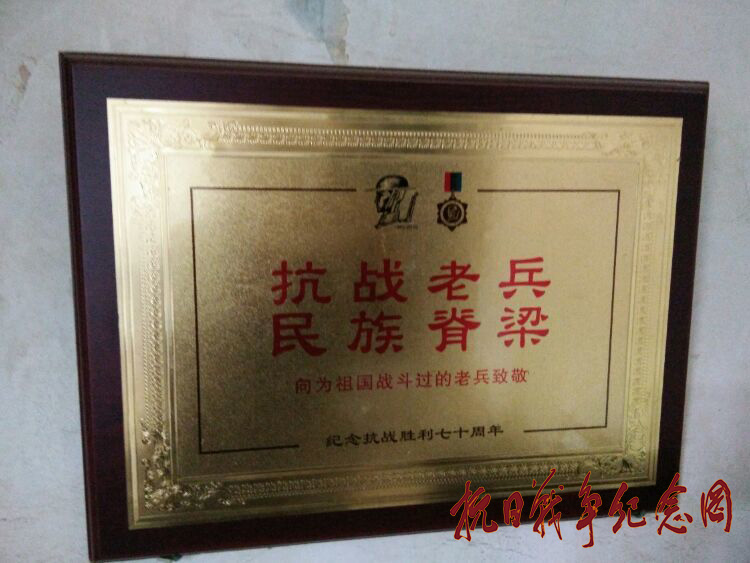 抗战老兵
民族脊梁
向为祖国战斗过的老兵致敬
纪念抗战胜利七十周年
抗日战争纪念网